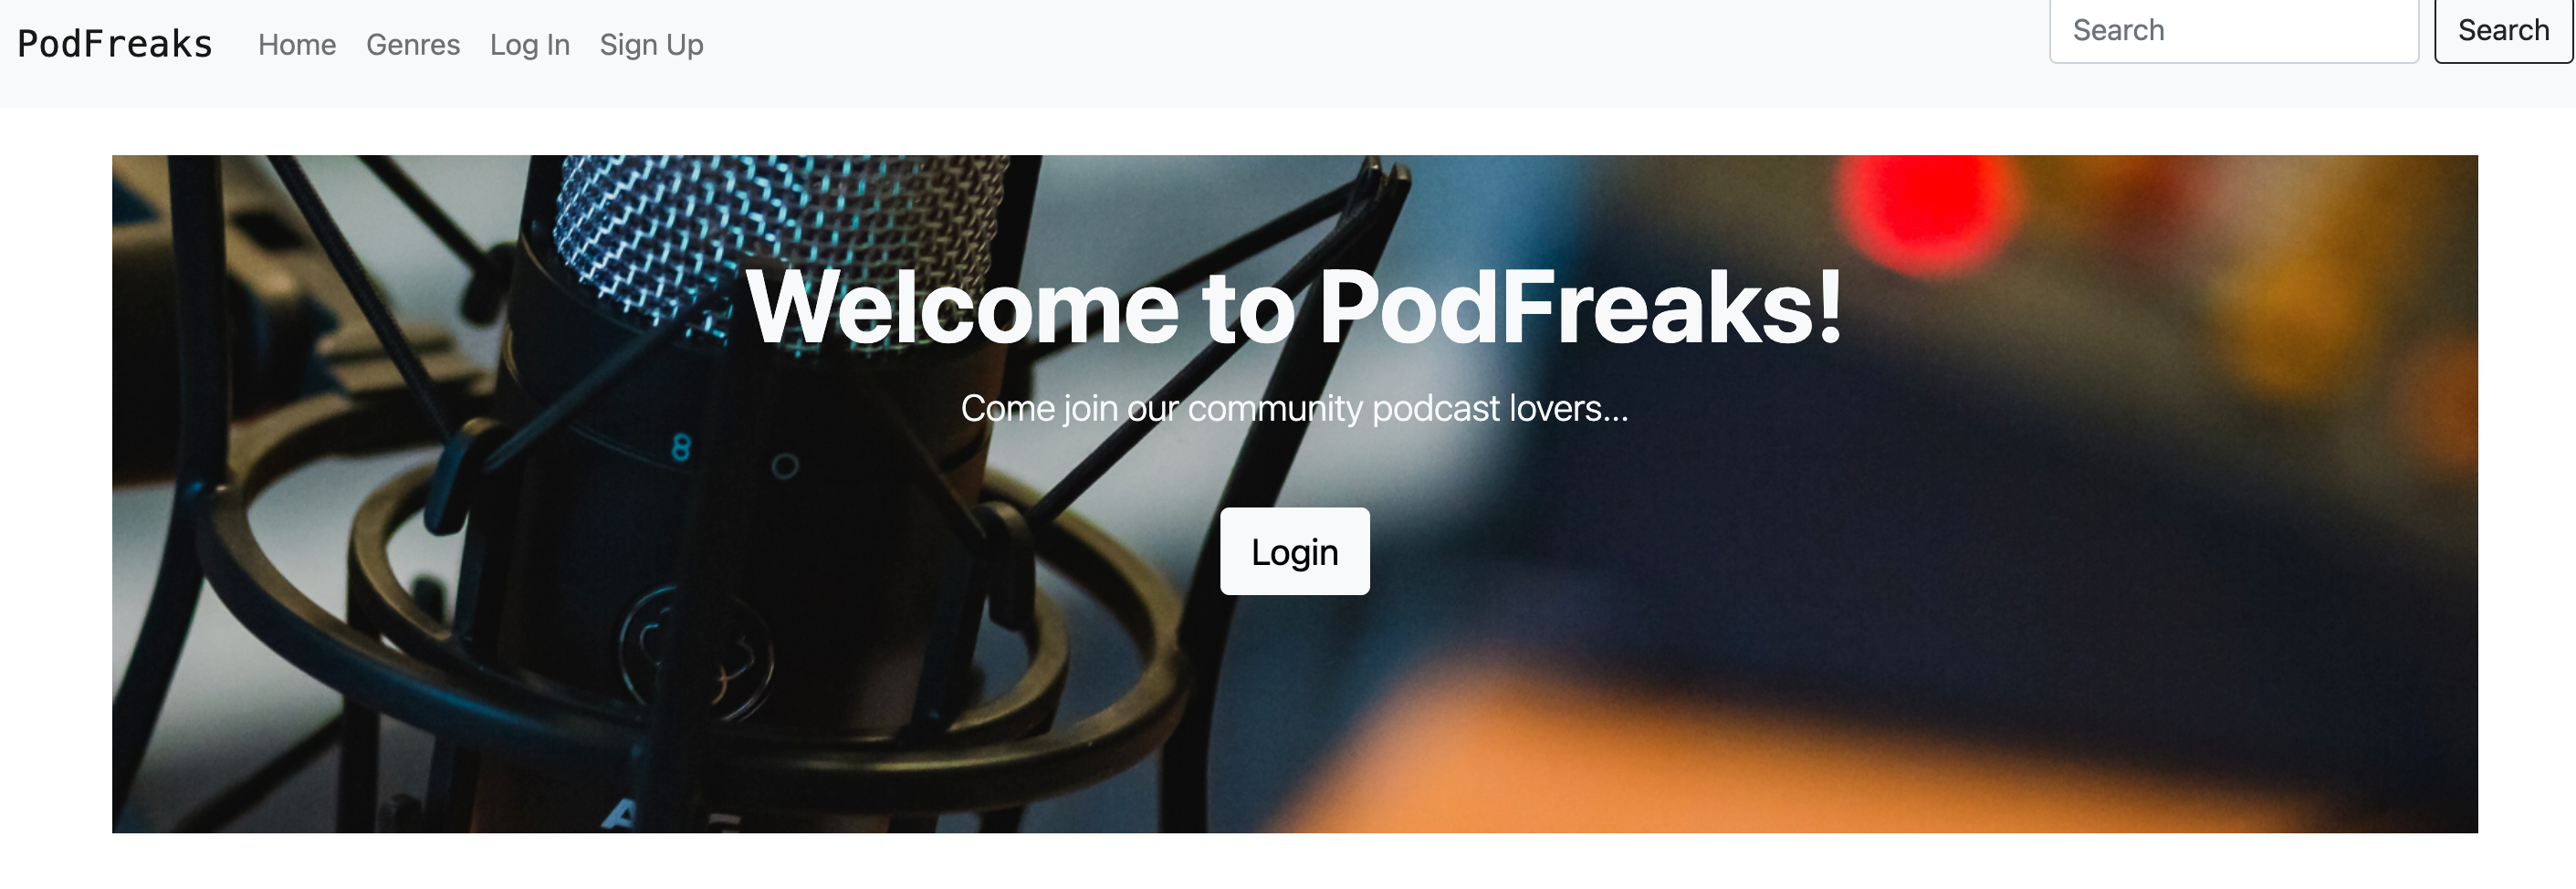 PodFreaks Home Genres Log In Sign Up Search Search
Welcome to PodFreaks!
Come join our community podcast lovers...
8
Login
A